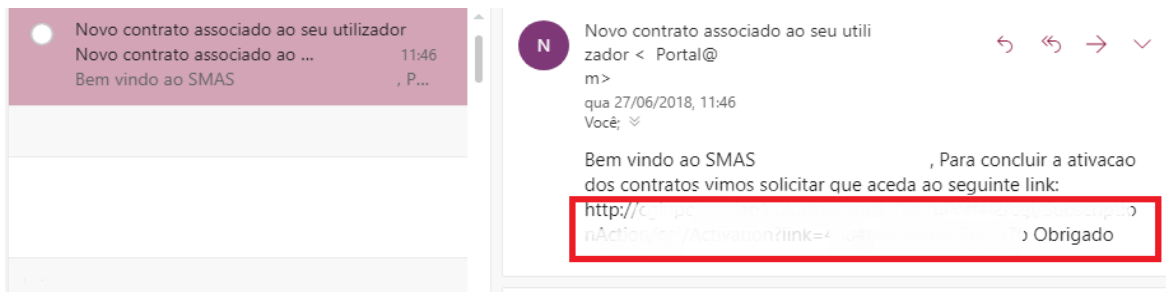 Novo contrato associado ao seu utilizador
Novo contrato associado ao ... 11:46
Bem vindo ao SMAS , P...
N
Novo contrato associado ao seu utili
zador < Portal@
m>
qua 27/06/2018, 11:46
Você;
Bem vindo ao SMAS , Para concluir a ativacao
dos contratos vimos solicitar que aceda ao seguinte link:
http://
nAction/ /Activation?link= Obrigado